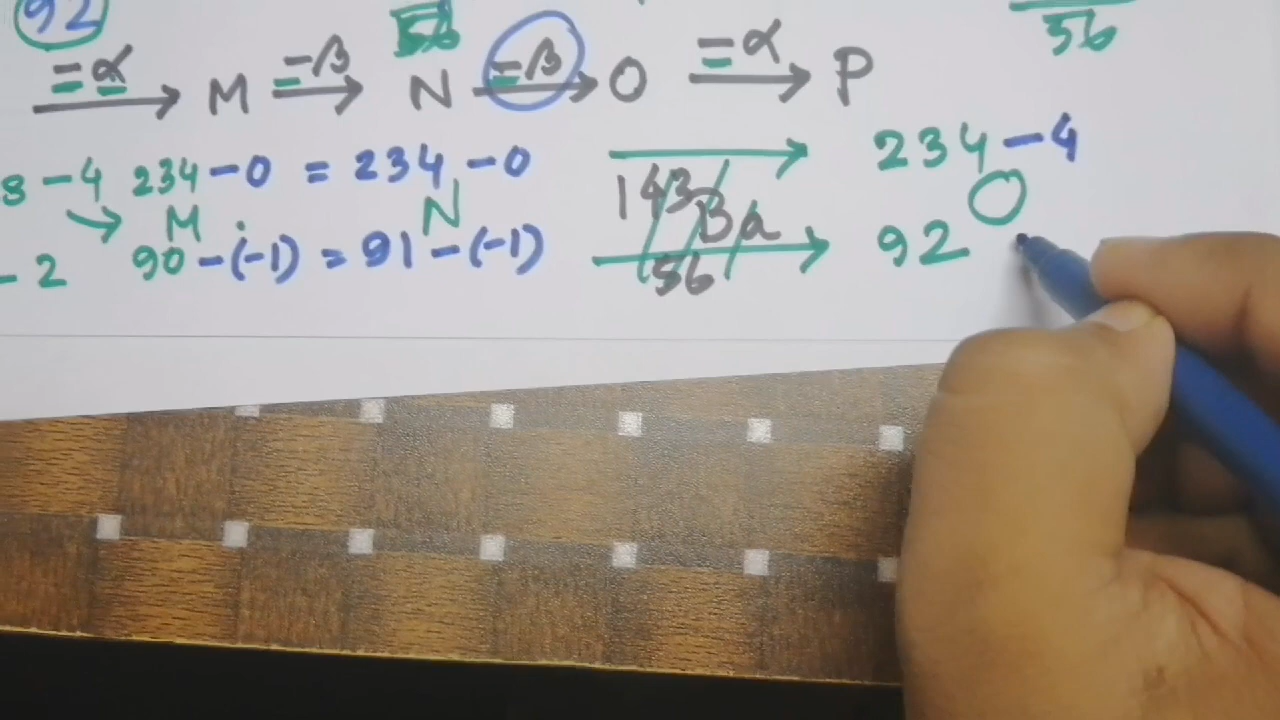 92
56 56
-α → M -β → N -β → O -α → P
8 - 4 234 - 0 = 234 - 0 → 234 - 4
→ M N 143 Ba O
- 2 90 - (-1) = 91 - (-1) → 92
56